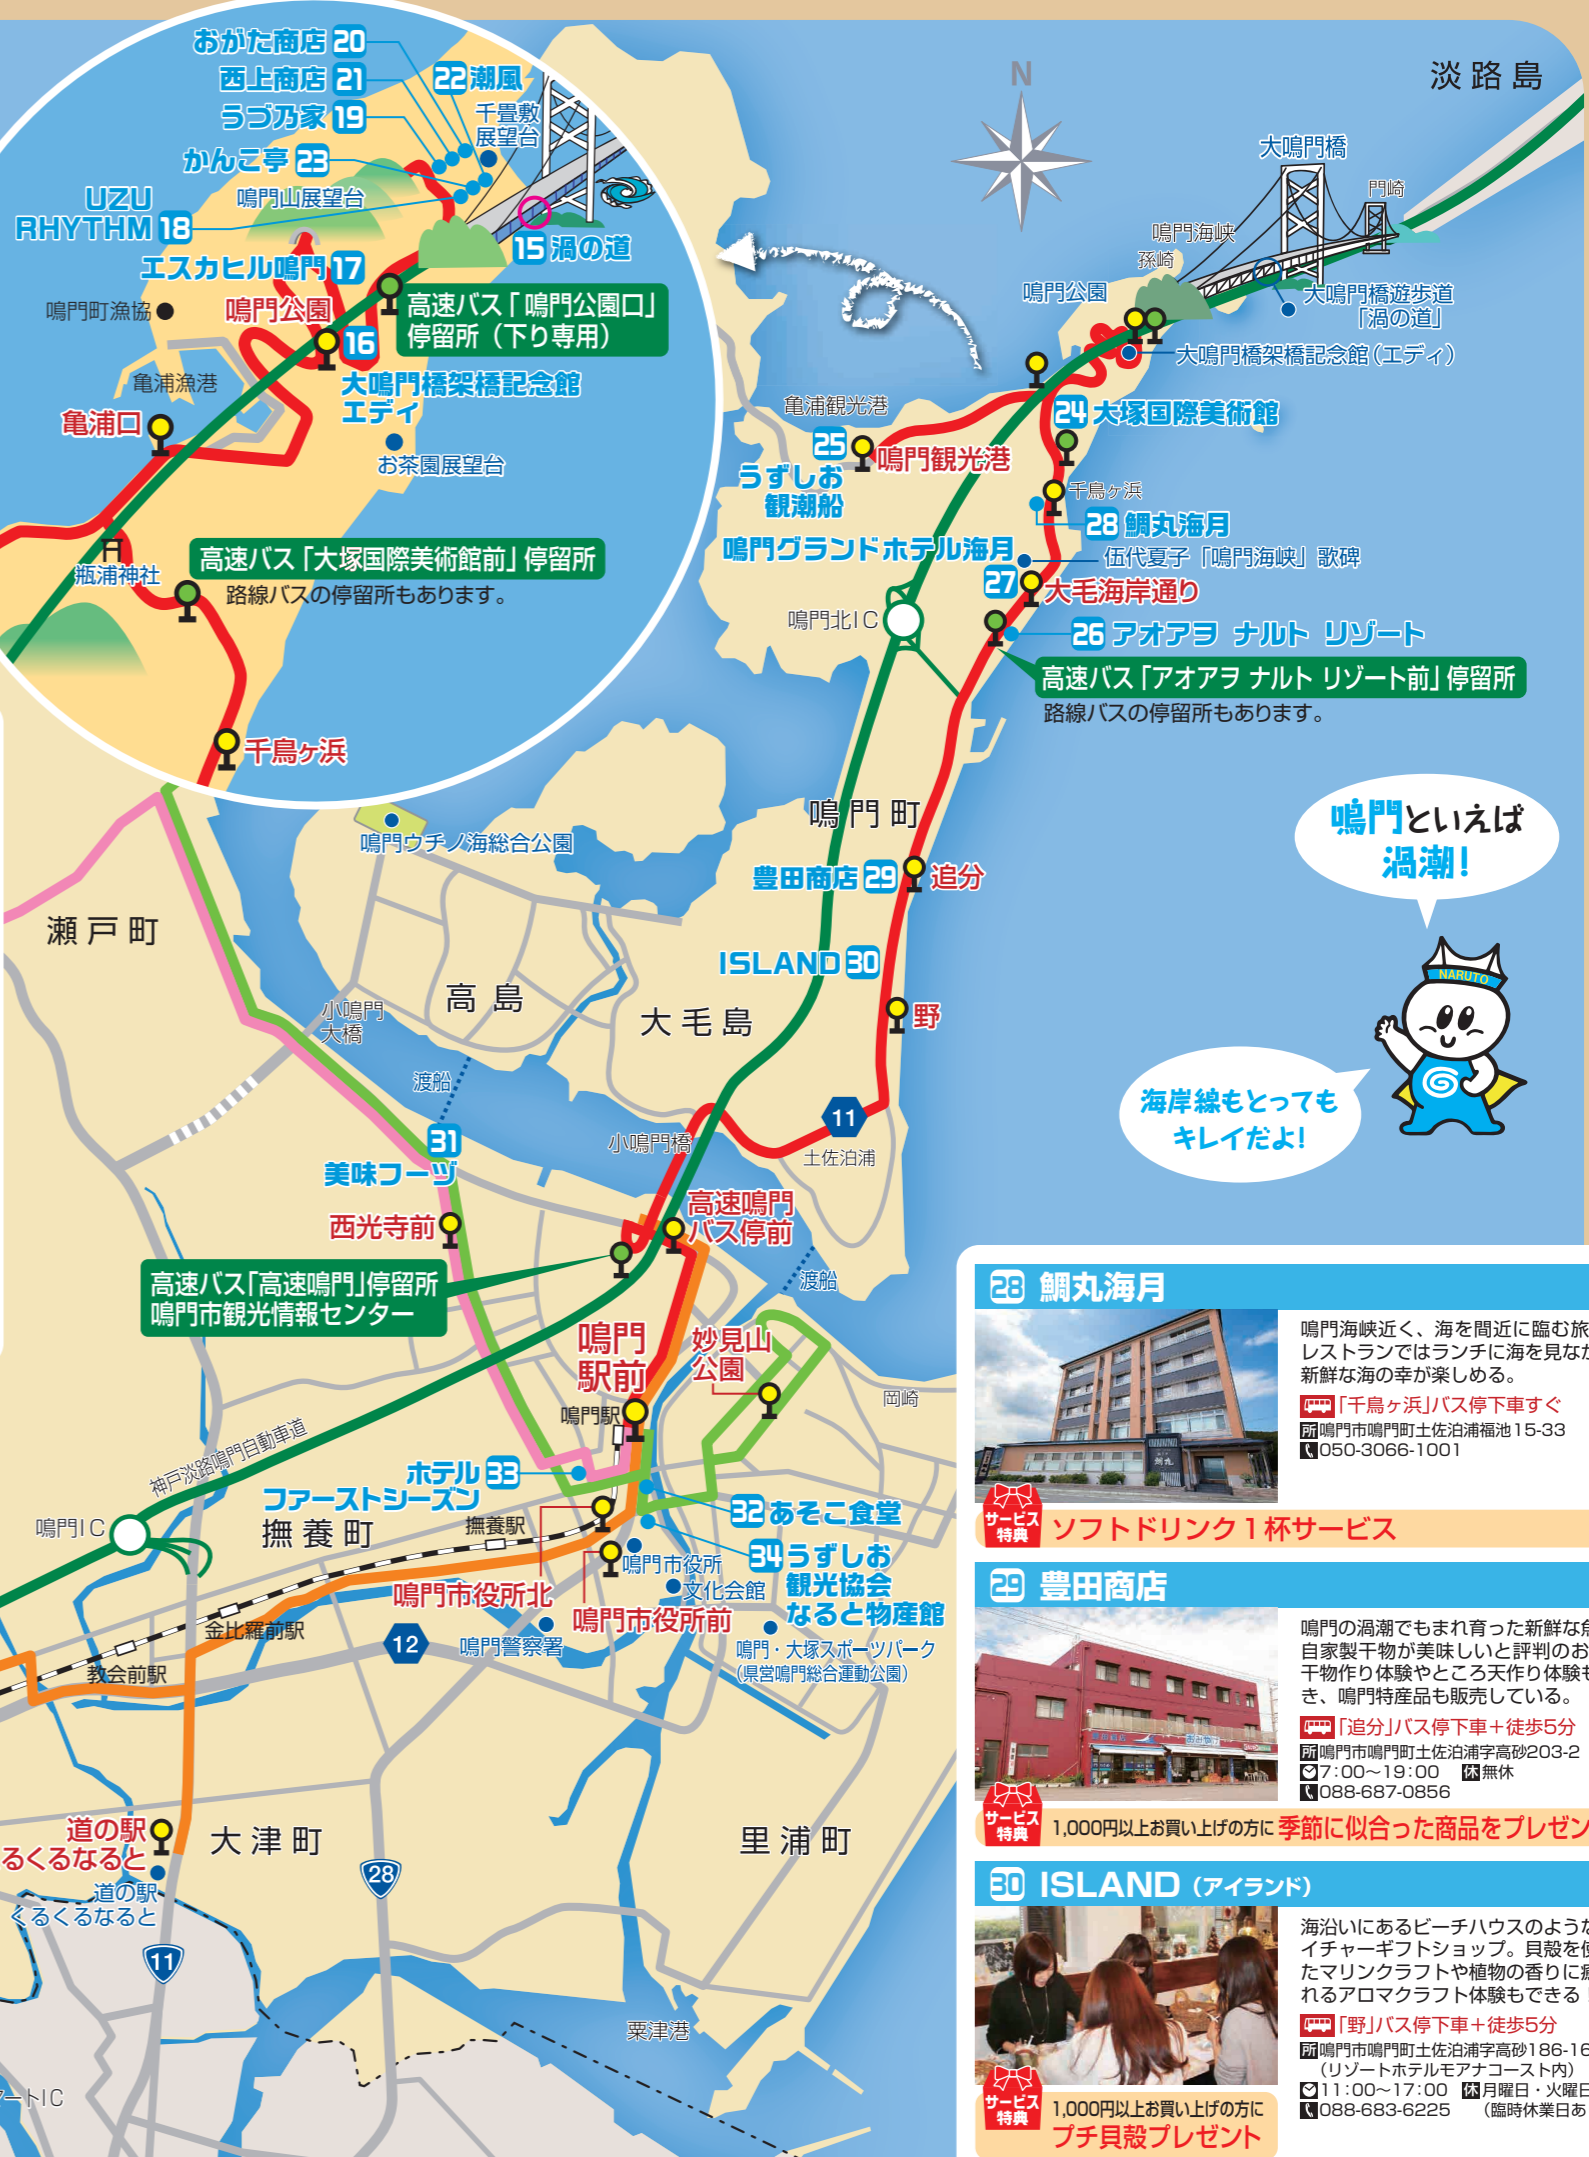 おがた商店 20
西上商店 21
うづ乃家 19
かんこ亭 23
22 潮風
千畳敷
展望台
鳴門山展望台
UZU
RHYTHM 18
15 渦の道
エスカヒル鳴門 17
鳴門町漁協
鳴門公園
高速バス「鳴門公園口」
停留所（下り専用）
16
大鳴門橋架橋記念館
エディ
亀浦漁港
亀浦口
お茶園展望台
高速バス「大塚国際美術館前」停留所
路線バスの停留所もあります。
瓶浦神社
千鳥ヶ浜
N
淡路島
大鳴門橋
門崎
鳴門海峡
孫崎
鳴門公園
大鳴門橋遊歩道
「渦の道」
大鳴門橋架橋記念館（エディ）
亀浦観光港
24 大塚国際美術館
25
うずしお
観潮船
鳴門観光港
千鳥ヶ浜
28 鯛丸海月
鳴門グランドホテル海月
27
伍代夏子「鳴門海峡」歌碑
大毛海岸通り
鳴門北IC
26 アオアヲ ナルト リゾート
高速バス「アオアヲ ナルト リゾート前」停留所
路線バスの停留所もあります。
鳴門といえば
渦潮！
NARUTO
海岸線もとっても
キレイだよ！
鳴門ウチノ海総合公園
鳴門町
豊田商店 29
追分
瀬戸町
ISLAND 30
高島
大毛島
野
小鳴門
大橋
渡船
11
土佐泊浦
小鳴門橋
31
美味フーヅ
西光寺前
高速鳴門
バス停前
高速バス「高速鳴門」停留所
鳴門市観光情報センター
渡船
鳴門
駅前
妙見山
公園
鳴門駅
岡崎
神戸淡路鳴門自動車道
ホテル 33
ファーストシーズン
鳴門IC
撫養町
撫養駅
32 あそこ食堂
34 うずしお
観光協会
なると物産館
鳴門市役所
文化会館
鳴門市役所北
鳴門市役所前
金比羅前駅
12
鳴門警察署
鳴門・大塚スポーツパーク
（県営鳴門総合運動公園）
教会前駅
道の駅
るくるなると
道の駅
くるくるなると
大津町
28
里浦町
11
粟津港
ートIC
28 鯛丸海月
鳴門海峡近く、海を間近に臨む旅
レストランではランチに海を見なが
新鮮な海の幸が楽しめる。
「千鳥ヶ浜」バス停下車すぐ
所 鳴門市鳴門町土佐泊浦福池15-33
050-3066-1001
サービス
特典
ソフトドリンク1杯サービス
29 豊田商店
鳴門の渦潮でもまれ育った新鮮な魚
自家製干物が美味しいと評判のお
干物作り体験やところ天作り体験も
き、鳴門特産品も販売している。
「追分」バス停下車＋徒歩5分
所 鳴門市鳴門町土佐泊浦字高砂203-2
7：00～19：00 休 無休
088-687-0856
サービス
特典
1,000円以上お買い上げの方に 季節に似合った商品をプレゼン
30 ISLAND（アイランド）
海沿いにあるビーチハウスのような
イチャーギフトショップ。貝殻を使
たマリンクラフトや植物の香りに癒
れるアロマクラフト体験もできる！
「野」バス停下車＋徒歩5分
所 鳴門市鳴門町土佐泊浦字高砂186-16
（リゾートホテルモアナコースト内）
11：00～17：00 休 月曜日・火曜日
088-683-6225 （臨時休業日あ
サービス
特典
1,000円以上お買い上げの方に
プチ貝殻プレゼント